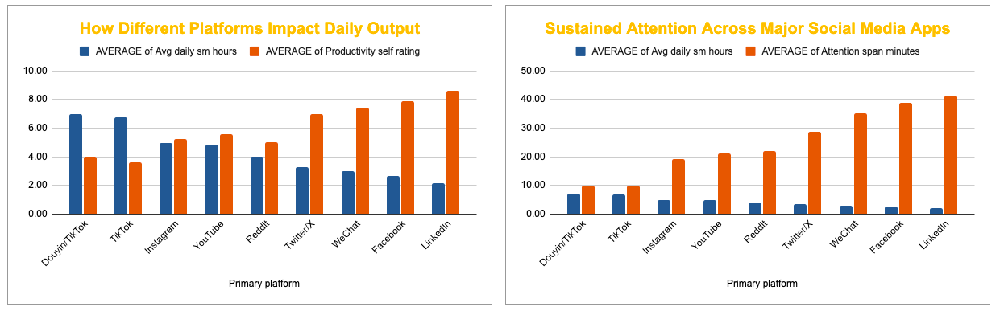 How Different Platforms Impact Daily Output
AVERAGE of Avg daily sm hours AVERAGE of Productivity self rating
10.00
8.00
6.00
4.00
2.00
0.00
Douyin/TikTok TikTok Instagram YouTube Reddit Twitter/X WeChat Facebook LinkedIn
Primary platform
Sustained Attention Across Major Social Media Apps
AVERAGE of Avg daily sm hours AVERAGE of Attention span minutes
50.00
40.00
30.00
20.00
10.00
0.00
Douyin/TikTok TikTok Instagram YouTube Reddit Twitter/X WeChat Facebook LinkedIn
Primary platform